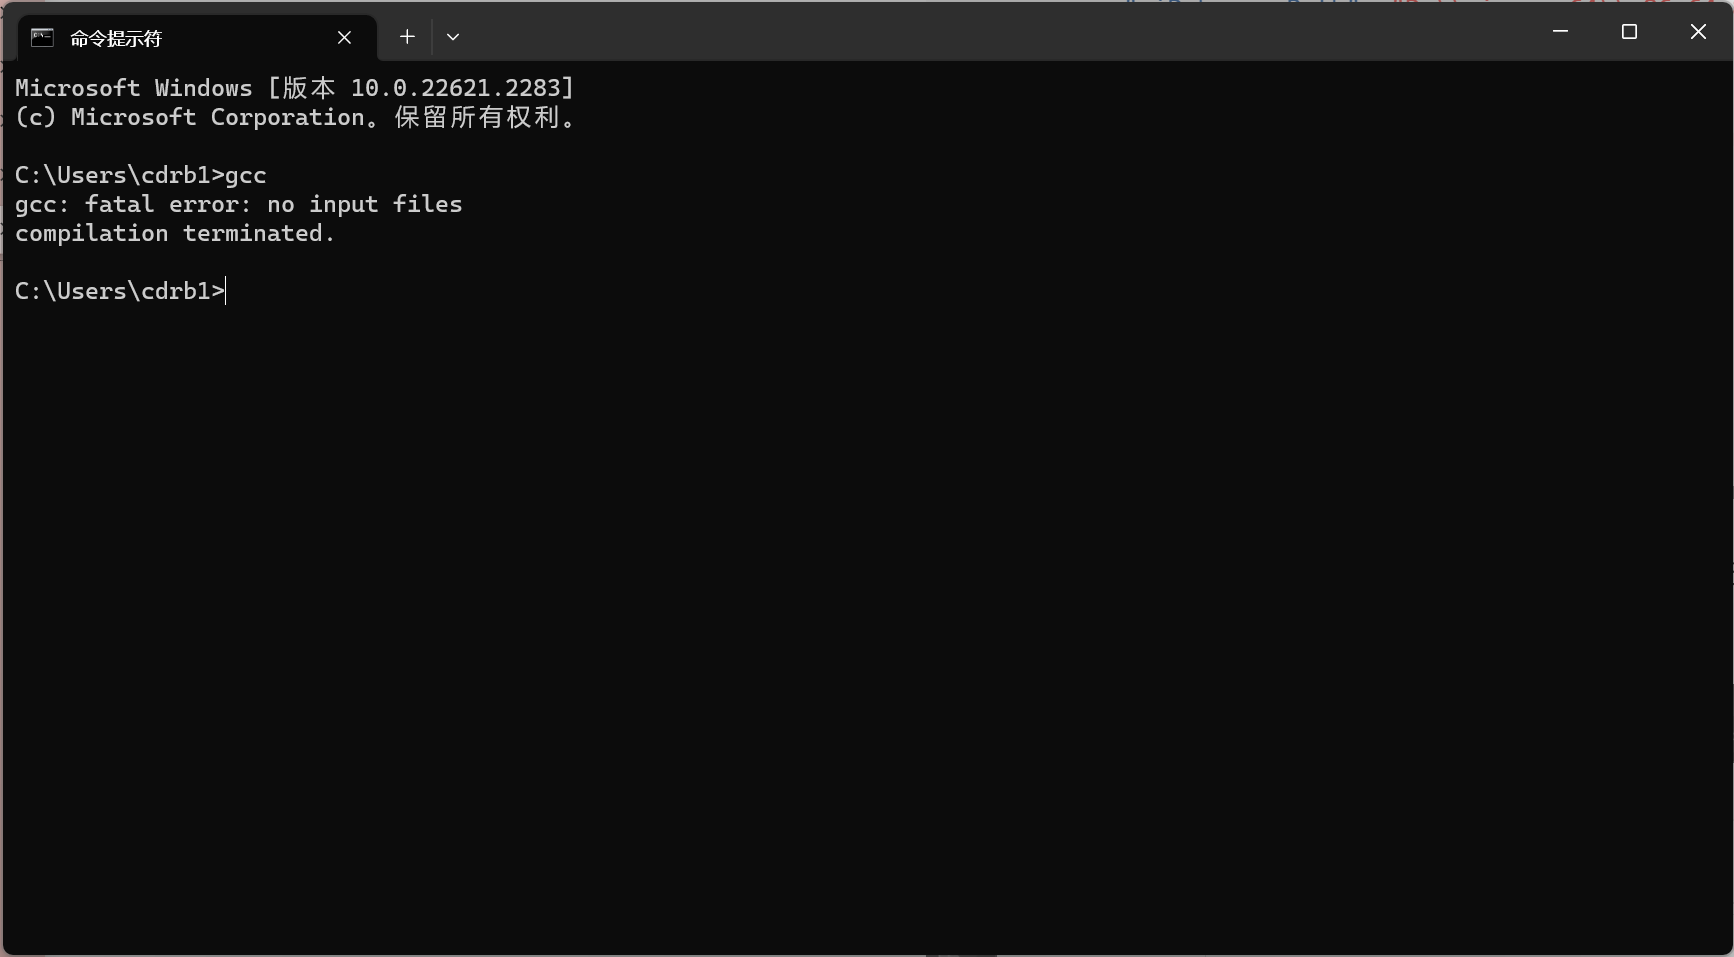 命令提示符
Microsoft Windows [版本 10.0.22621.2283]
(c) Microsoft Corporation。保留所有权利。
C:\Users\cdrb1>gcc
gcc: fatal error: no input files
compilation terminated.
C:\Users\cdrb1>